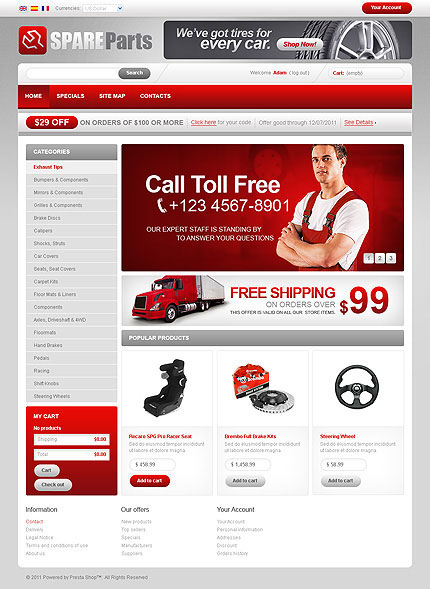 Currencies: US Dollar
Your Account
SPAREParts
We've got tires for
every car.
Shop Now!
Search
Welcome Adam ( log out )
Cart: (empty)
HOME
SPECIALS
SITE MAP
CONTACTS
$29 OFF ON ORDERS OF $100 OR MORE
Click here for your code
Offer good through 12/07/2011
See Details
CATEGORIES
Exhaust Tips
Bumpers & Components
Mirrors & Components
Grilles & Components
Brake Discs
Calipers
Shocks, Struts
Car Covers
Seats, Seat Covers
Carpet Kits
Floor Mats & Liners
Components
Axles, Driveshaft & 4WD
Floormats
Hand Brakes
Pedals
Racing
Shift Knobs
Steering Wheels
Call Toll Free
+123 4567-8901
OUR EXPERT STAFF IS STANDING BY
TO ANSWER YOUR QUESTIONS
1 2 3
FREE SHIPPING
ON ORDERS OVER
THIS OFFER IS VALID ON ALL OUR STORE ITEMS.
$99
POPULAR PRODUCTS
Recaro SPG Pro Racer Seat
Sed do eiusmod tempor incididunt
ut labore et dolore magna.
$ 458.99
Add to cart
Brembo Full Brake Kits
Sed do eiusmod tempor incididunt
ut labore et dolore magna.
$ 1,458.99
Add to cart
Steering Wheel
Sed do eiusmod tempor incididunt
ut labore et dolore magna.
$ 58.99
Add to cart
MY CART
No products
Shipping $0.00
Total $0.00
Cart
Check out
Information
Contact
Delivery
Legal Notice
Terms and conditions of use
About us
Our offers
New products
Top sellers
Specials
Manufacturers
Suppliers
Your Account
Your Account
Personal information
Addresses
Discount
Orders history
© 2011 Powered by Presta Shop™. All Rights Reserved